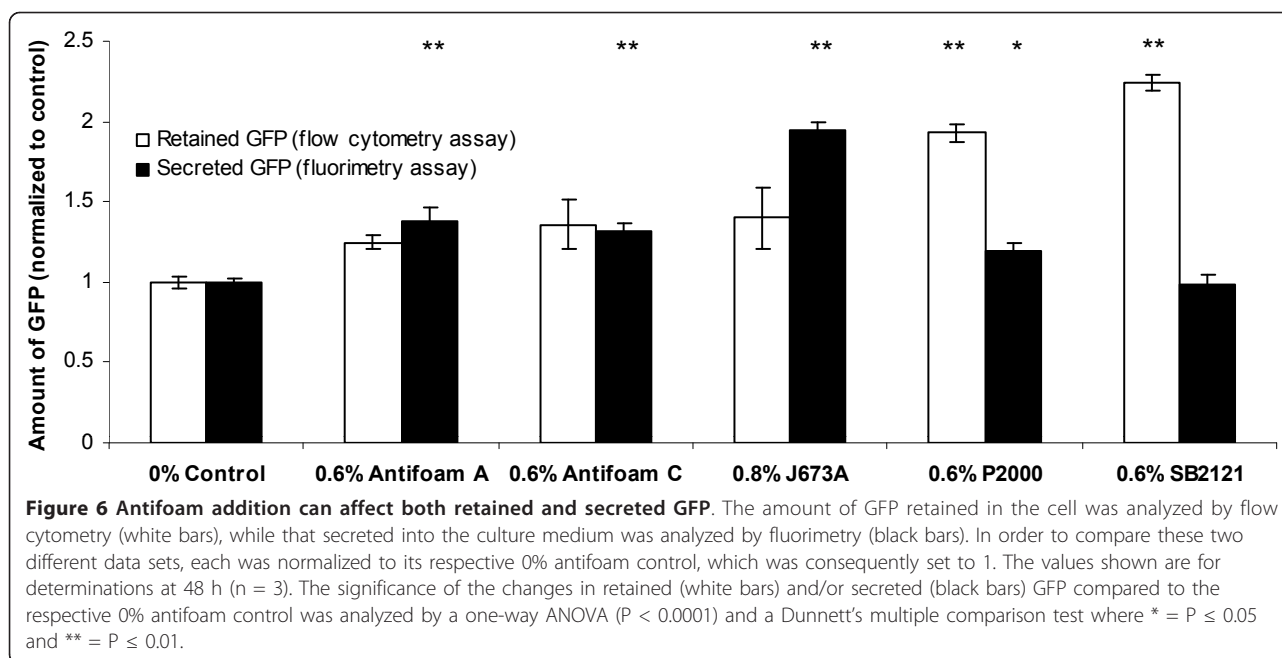 2.5
2
1.5
1
0.5
0
Amount of GFP (normalized to control)
** ** ** ** * **
Retained GFP (flow cytometry assay)
Secreted GFP (fluorimetry assay)
0% Control 0.6% Antifoam A 0.6% Antifoam C 0.8% J673A 0.6% P2000 0.6% SB2121
Figure 6 Antifoam addition can affect both retained and secreted GFP. The amount of GFP retained in the cell was analyzed by flow
cytometry (white bars), while that secreted into the culture medium was analyzed by fluorimetry (black bars). In order to compare these two
different data sets, each was normalized to its respective 0% antifoam control, which was consequently set to 1. The values shown are for
determinations at 48 h (n = 3). The significance of the changes in retained (white bars) and/or secreted (black bars) GFP compared to the
respective 0% antifoam control was analyzed by a one-way ANOVA (P < 0.0001) and a Dunnett's multiple comparison test where * = P ≤ 0.05
and ** = P ≤ 0.01.